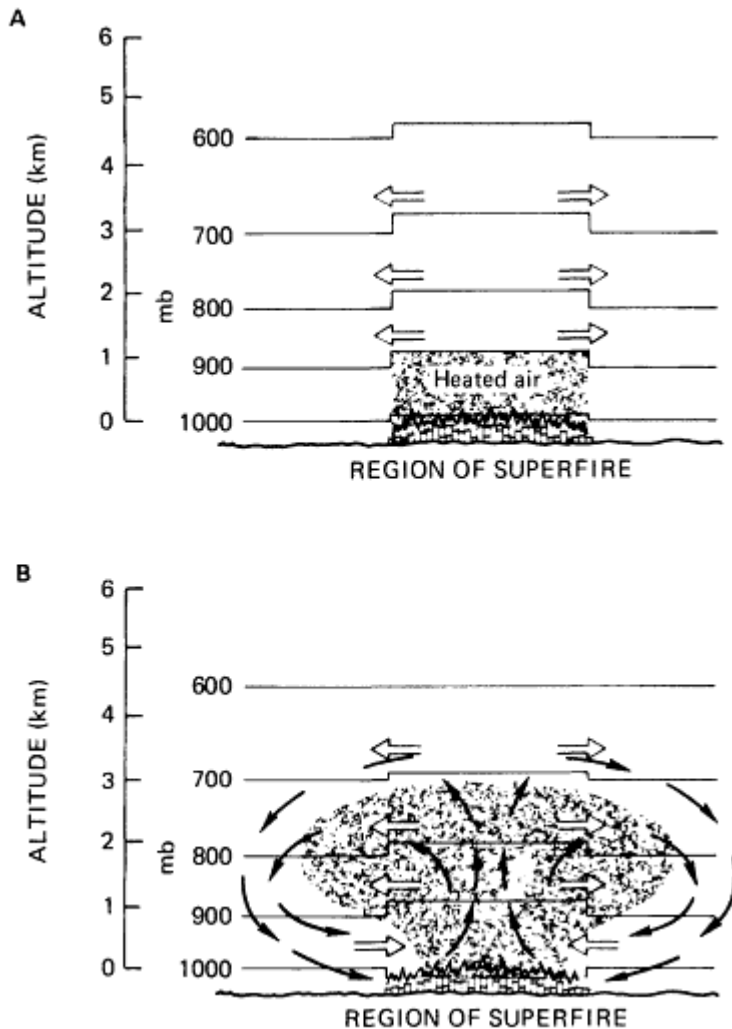 A
6
5
4
3
2
1
0
ALTITUDE (km)
mb
600
700
800
900
1000
Heated air
REGION OF SUPERFIRE
B
6
5
4
3
2
1
0
ALTITUDE (km)
mb
600
700
800
900
1000
REGION OF SUPERFIRE